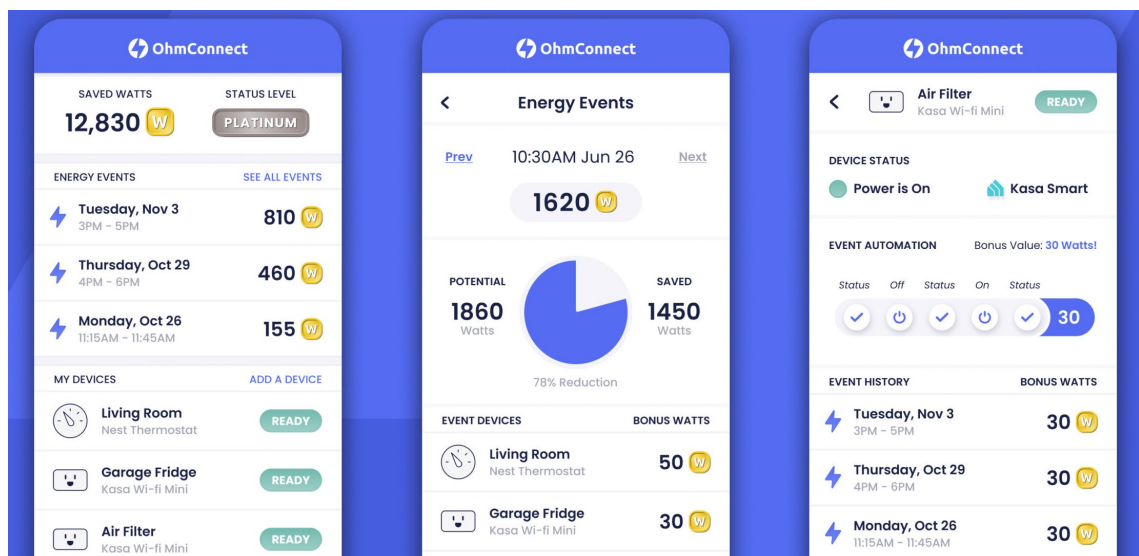 OhmConnect
SAVED WATTS
STATUS LEVEL
12,830 W
PLATINUM
ENERGY EVENTS
SEE ALL EVENTS
Tuesday, Nov 3
3PM - 5PM
810 W
Thursday, Oct 29
4PM - 6PM
460 W
Monday, Oct 26
11:15AM - 11:45AM
155 W
MY DEVICES
ADD A DEVICE
Living Room
Nest Thermostat
READY
Garage Fridge
Kasa Wi-fi Mini
READY
Air Filter
Kasa Wi-fi Mini
READY
OhmConnect
Energy Events
Prev
10:30AM Jun 26
Next
1620 W
POTENTIAL
1860
Watts
SAVED
1450
Watts
78% Reduction
EVENT DEVICES
BONUS WATTS
Living Room
Nest Thermostat
50 W
Garage Fridge
Kasa Wi-fi Mini
30 W
OhmConnect
Air Filter
Kasa Wi-fi Mini
READY
DEVICE STATUS
Power is On
Kasa Smart
EVENT AUTOMATION
Bonus Value: 30 Watts!
Status Off Status On Status
30
EVENT HISTORY
BONUS WATTS
Tuesday, Nov 3
3PM - 5PM
30 W
Thursday, Oct 29
4PM - 6PM
30 W
Monday, Oct 26
11:15AM - 11:45AM
30 W